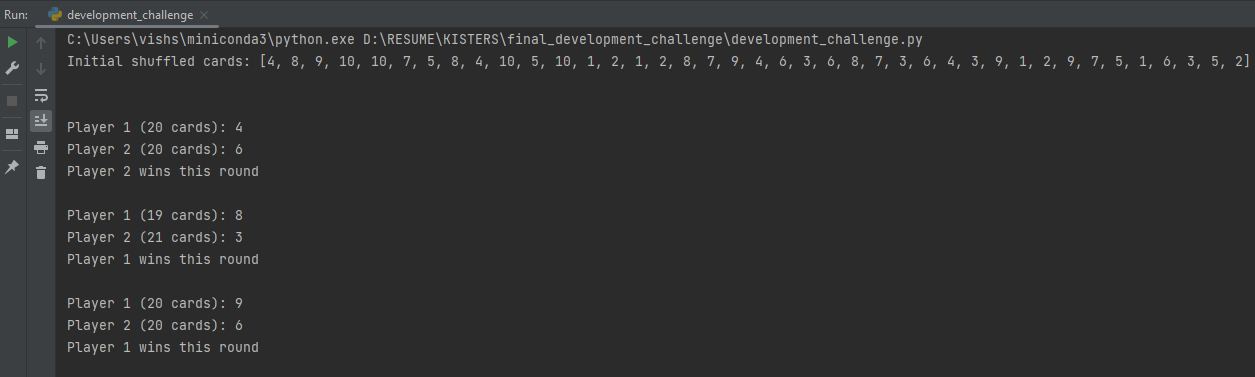 Run: development_challenge
C:\Users\vishs\miniconda3\python.exe D:\RESUME\KISTERS\final_development_challenge\development_challenge.py
Initial shuffled cards: [4, 8, 9, 10, 10, 7, 5, 8, 4, 10, 5, 10, 1, 2, 1, 2, 8, 7, 9, 4, 6, 3, 6, 8, 7, 3, 6, 4, 3, 9, 1, 2, 9, 7, 5, 1, 6, 3, 5, 2]
Player 1 (20 cards): 4
Player 2 (20 cards): 6
Player 2 wins this round
Player 1 (19 cards): 8
Player 2 (21 cards): 3
Player 1 wins this round
Player 1 (20 cards): 9
Player 2 (20 cards): 6
Player 1 wins this round